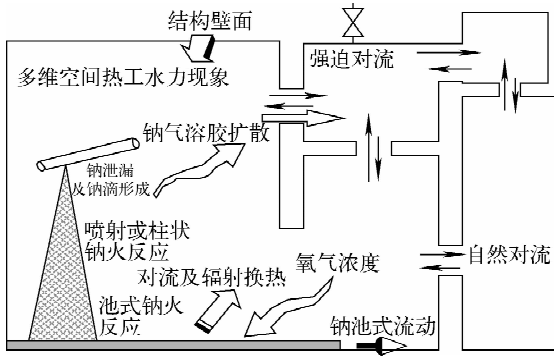 结构壁面
强迫对流
多维空间热工水力现象
钠气溶胶扩散
钠泄漏
及钠滴形成
喷射或柱状
钠火反应
自然对流
对流及辐射换热
氧气浓度
池式钠火
反应
钠池式流动